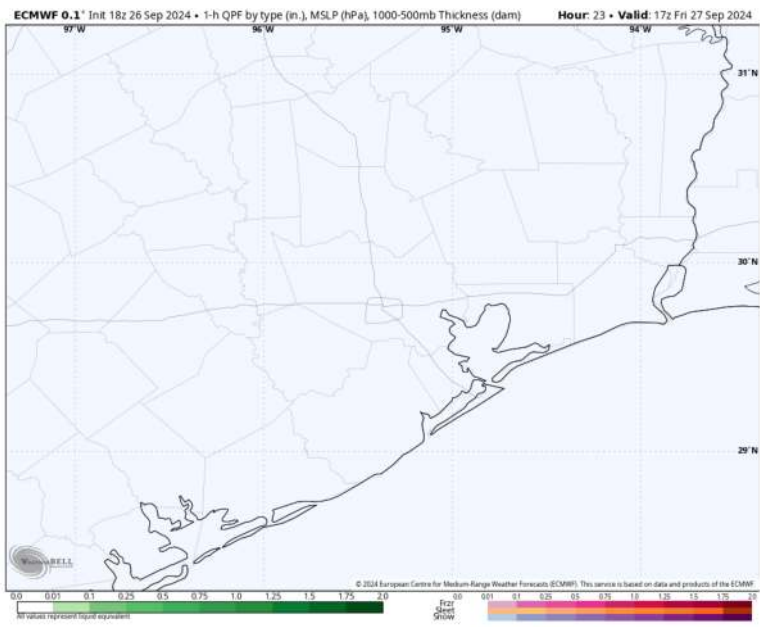 ECMWF 0.1° Init 18z 26 Sep 2024 • 1-h QPF by type (in.), MSLP (hPa), 1000-500mb Thickness (dam) Hour: 23 • Valid: 17z Fri 27 Sep 2024
97°W 96°W 95°W 94°W
31°N
30°N
29°N
WeatherBELL
© 2024 European Centre for Medium-Range Weather Forecasts (ECMWF). This service is based on data and products of the ECMWF
0.0 0.01 0.1 0.25 0.5 0.75 1.0 1.25 1.5 1.75 2.0 0.0 0.01 0.1 0.25 0.5 0.75 1.0 1.25 1.5 1.75 2.0
All values represent liquid equivalent
Frzr
Sleet
Snow